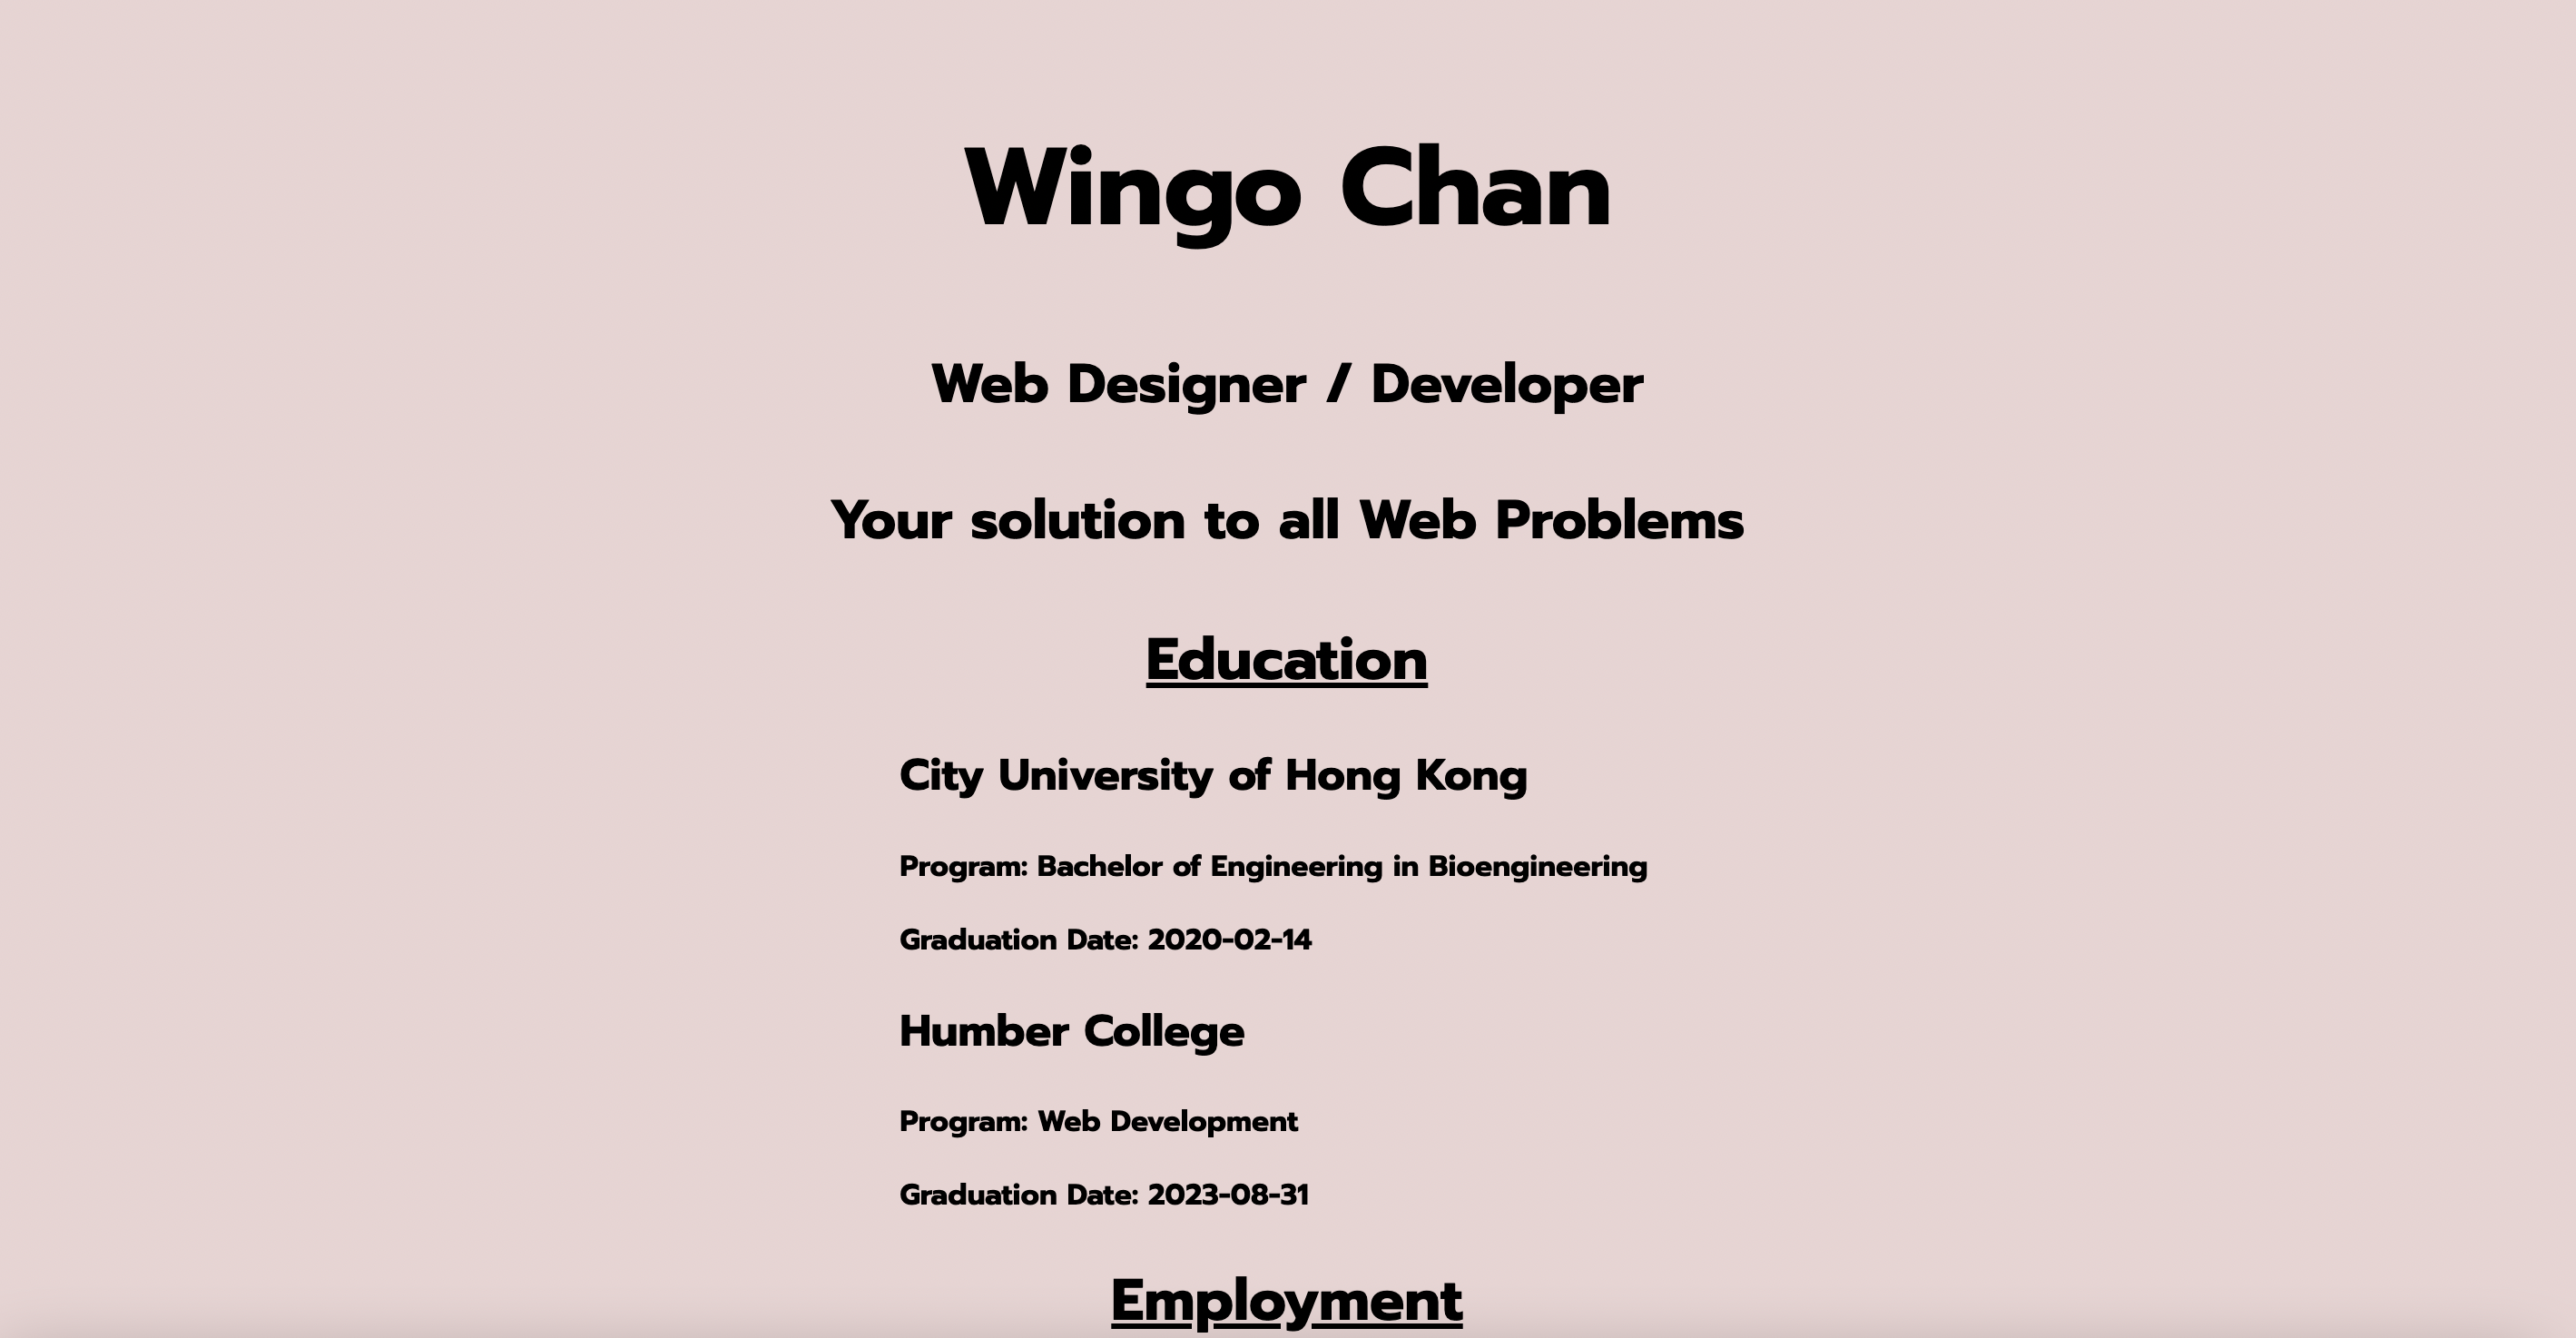 Wingo Chan
Web Designer / Developer
Your solution to all Web Problems
Education
City University of Hong Kong
Program: Bachelor of Engineering in Bioengineering
Graduation Date: 2020-02-14
Humber College
Program: Web Development
Graduation Date: 2023-08-31
Employment